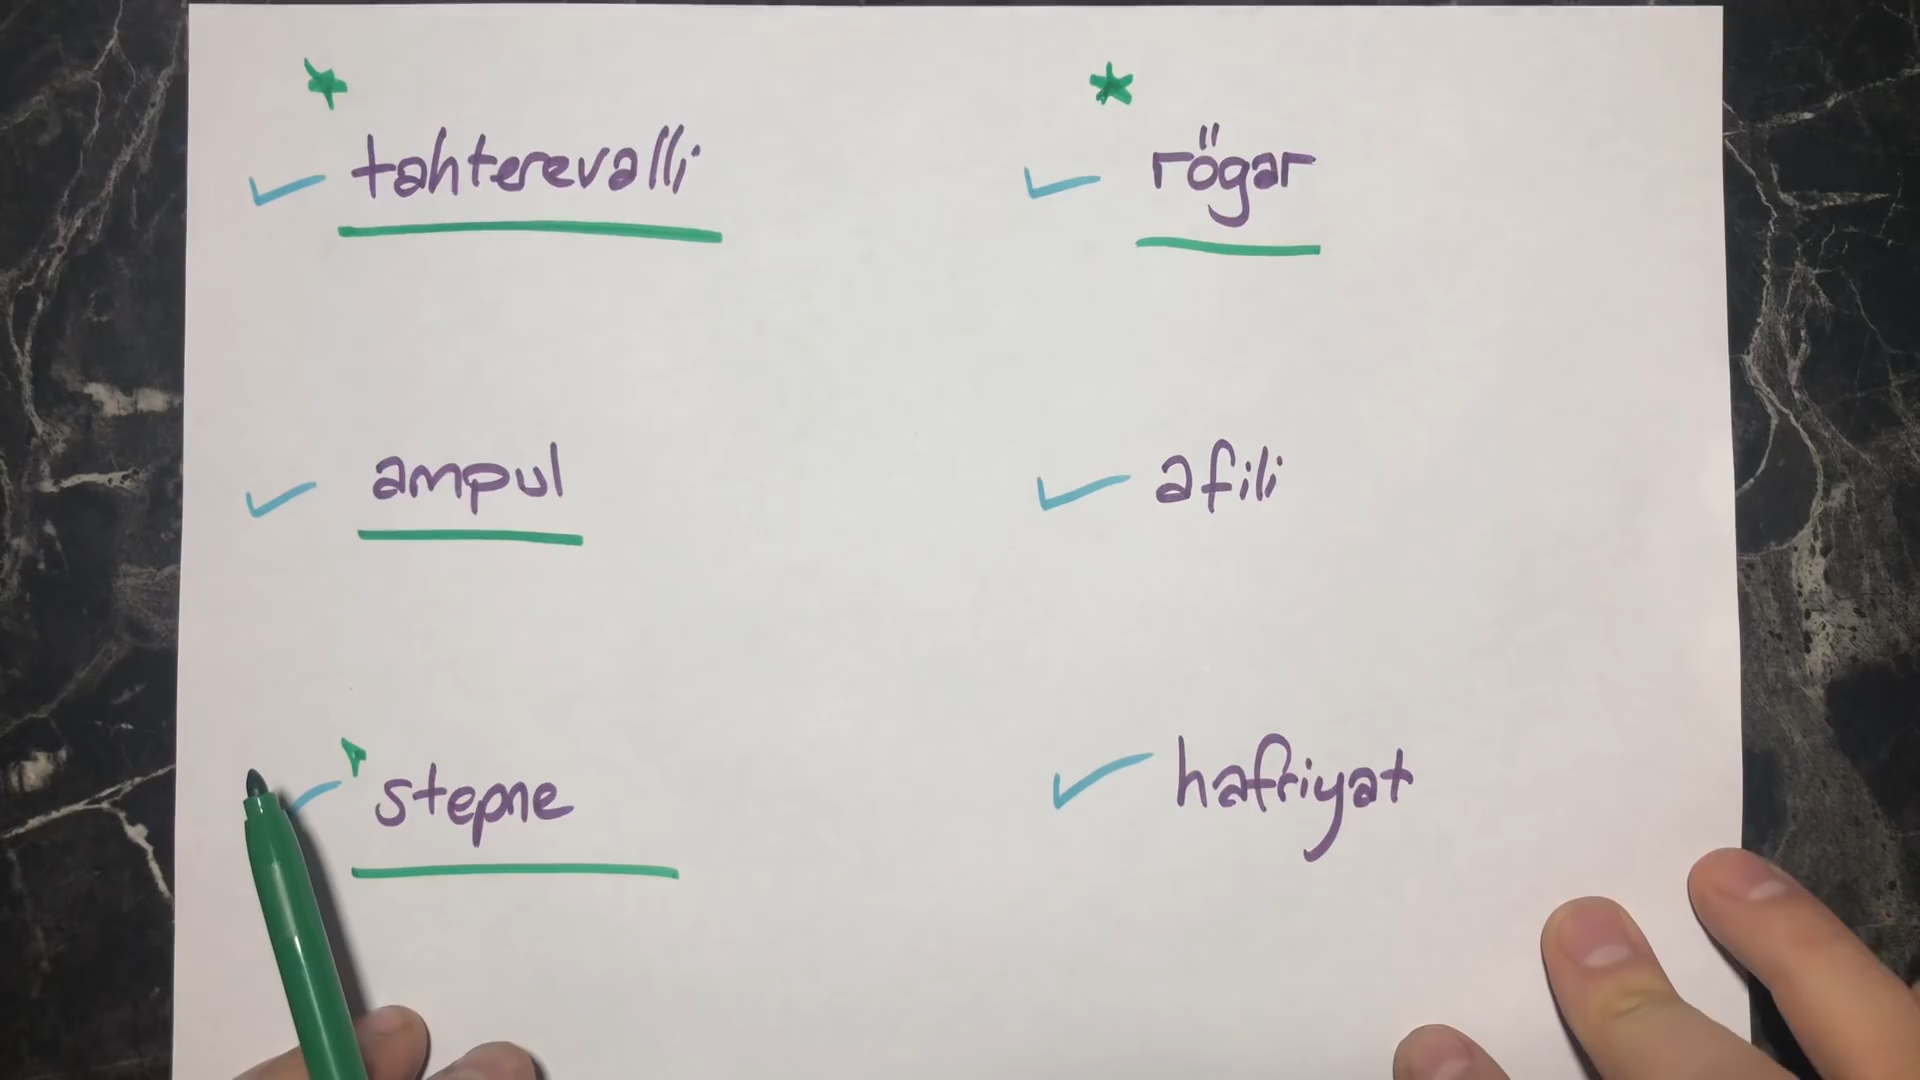 tahterevalli
rögar
ampul
afili
stepne
hafriyat